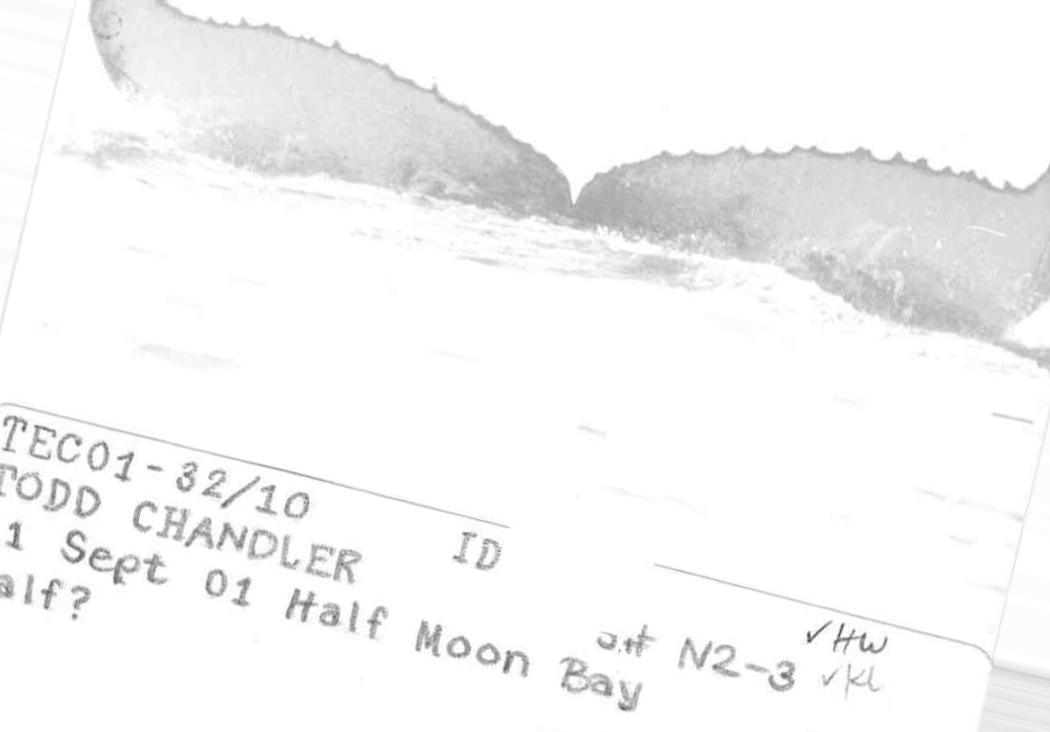 TEC01-32/10 ID
TODD CHANDLER
1 Sept 01 Half Moon Bay
alf?
N2-3 ✓HW